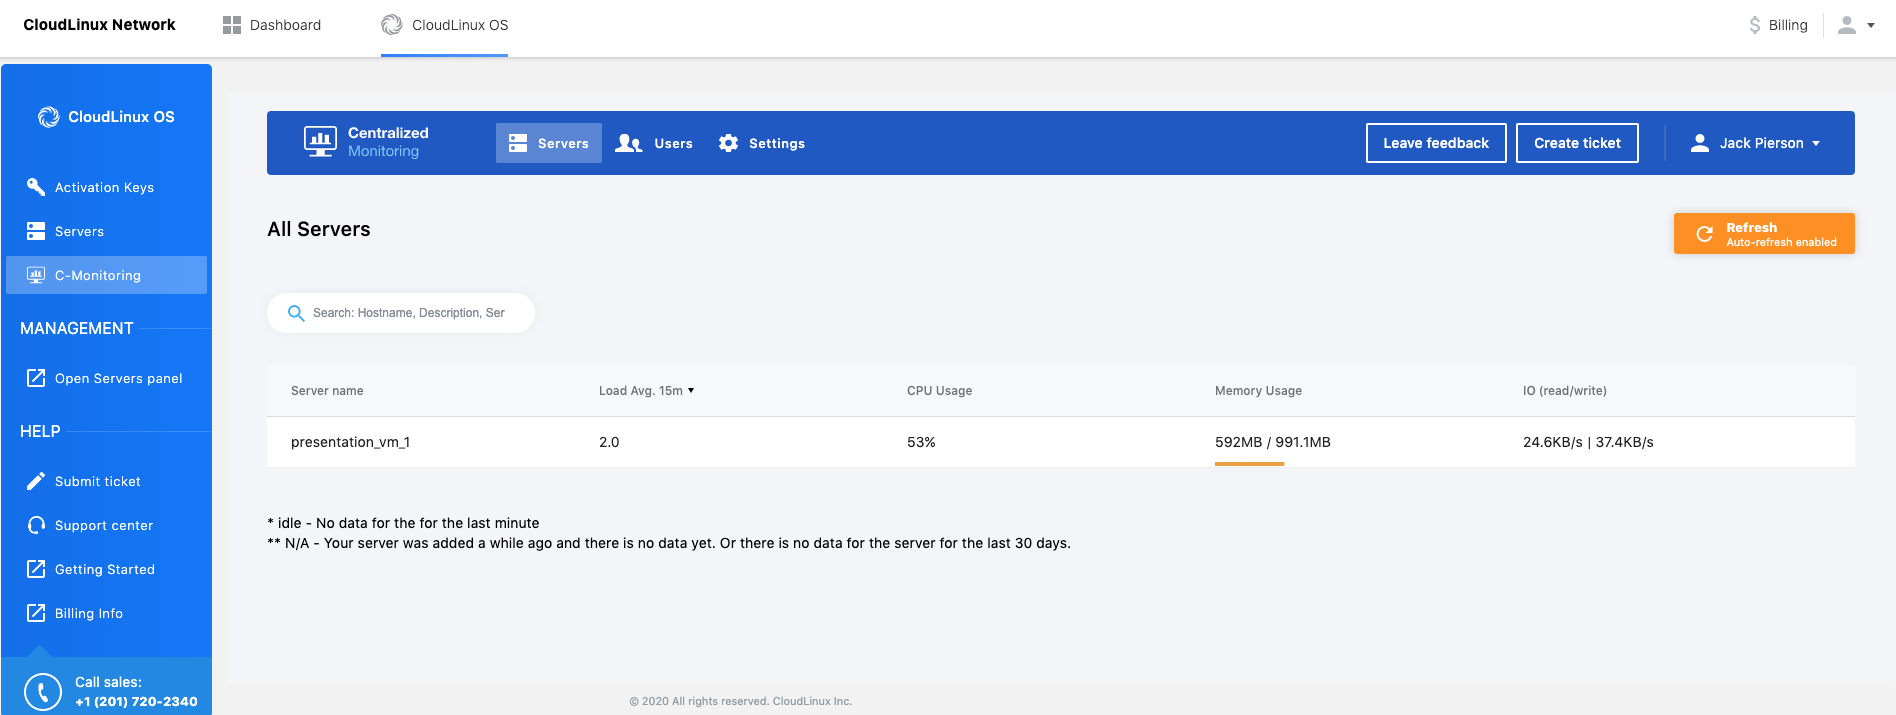 CloudLinux Network
Dashboard
CloudLinux OS
Billing
CloudLinux OS
Activation Keys
Servers
C-Monitoring
MANAGEMENT
Open Servers panel
HELP
Submit ticket
Support center
Getting Started
Billing Info
Call sales:
+1 (201) 720-2340
Centralized
Monitoring
Servers
Users
Settings
Leave feedback
Create ticket
Jack Pierson
All Servers
Refresh
Auto-refresh enabled
Search: Hostname, Description, Ser
Server name Load Avg. 15m CPU Usage Memory Usage IO (read/write)
presentation_vm_1 2.0 53% 592MB / 991.1MB 24.6KB/s | 37.4KB/s
* idle - No data for the for the last minute
** N/A - Your server was added a while ago and there is no data yet. Or there is no data for the server for the last 30 days.
© 2020 All rights reserved. CloudLinux Inc.